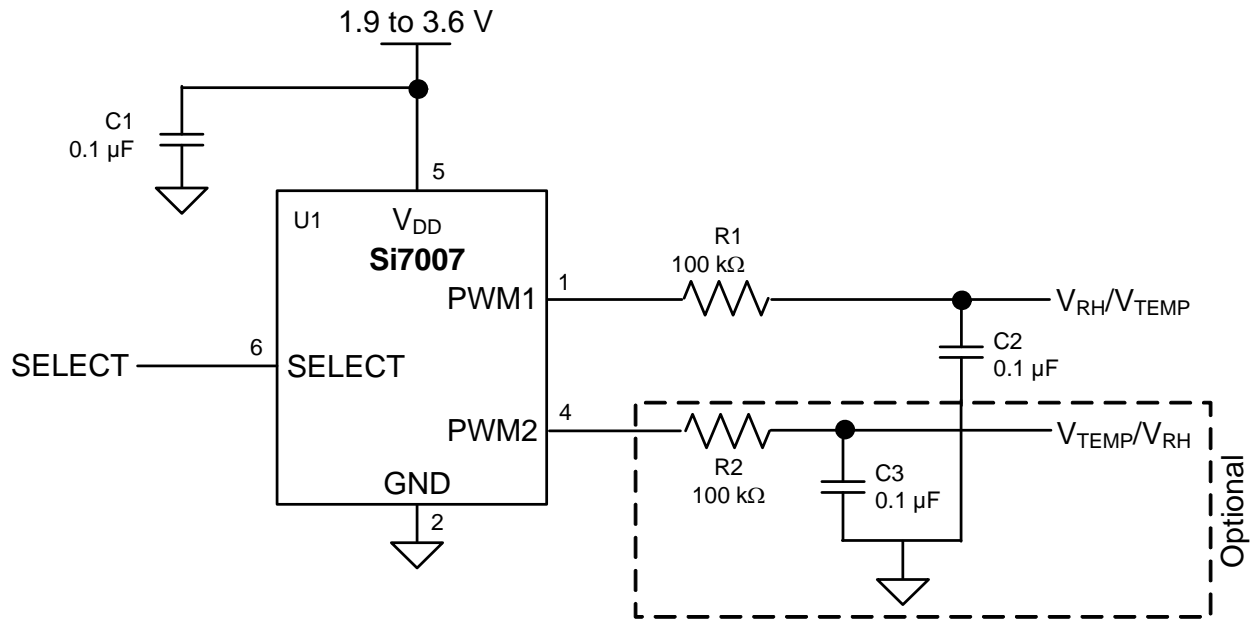 1.9 to 3.6 V
C1
0.1 µF
5
U1
VDD
Si7007
R1
100 kΩ
PWM1
1
VRH/VTEMP
SELECT
6
SELECT
C2
0.1 µF
PWM2
4
VTEMP/VRH
R2
100 kΩ
C3
0.1 µF
GND
2
Optional